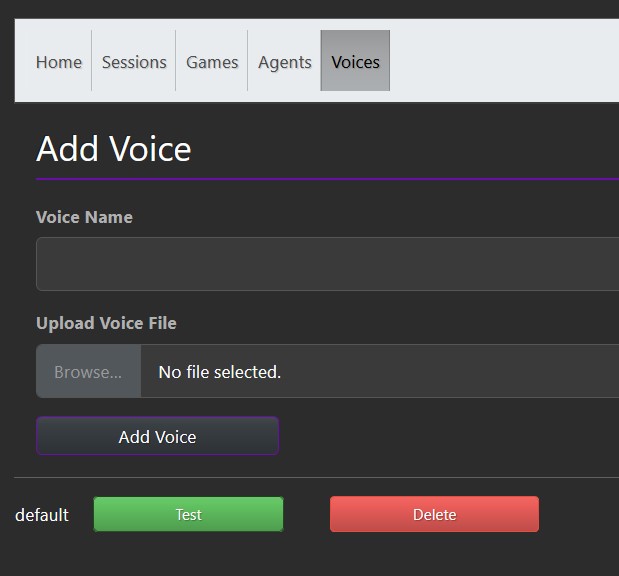 Home Sessions Games Agents Voices
Add Voice
Voice Name
Upload Voice File
Browse... No file selected.
Add Voice
default Test Delete